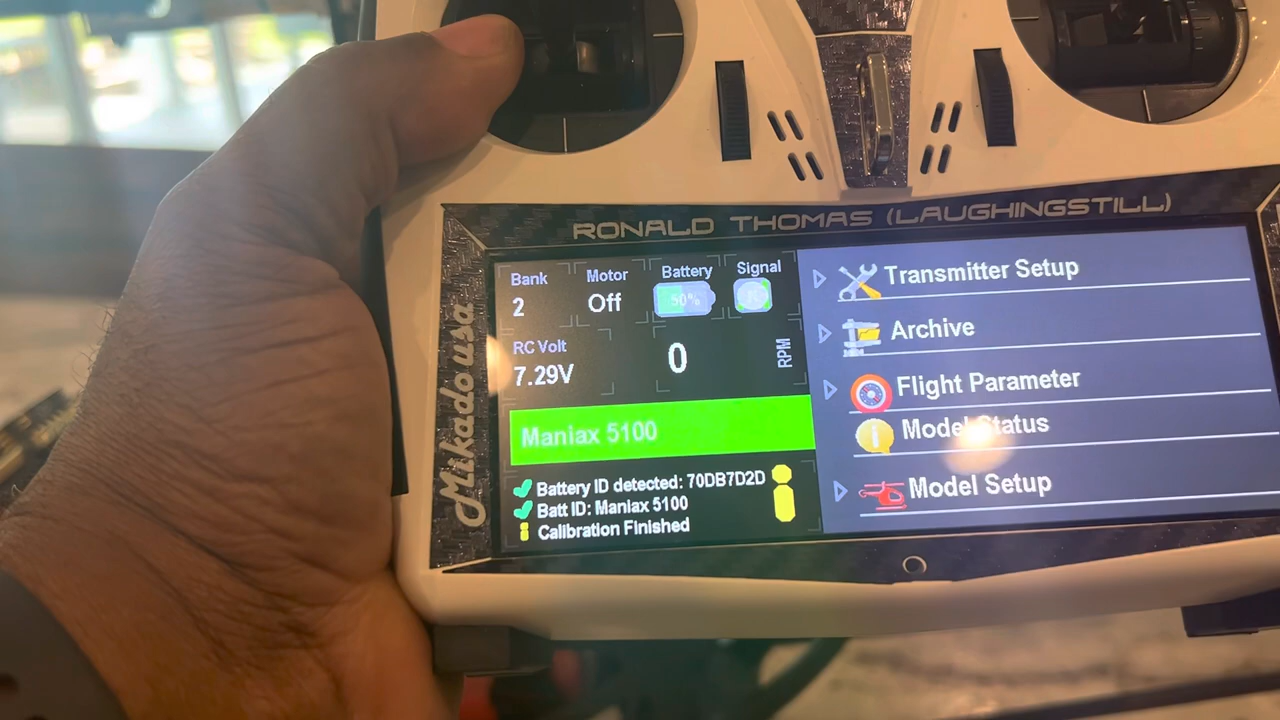 RONALD THOMAS (LAUGHINGSTILL)
Mikado usa
Bank
2
Motor
Off
Battery
50%
Signal
RC Volt
7.29V
0
RPM
Maniax 5100
Battery ID detected: 70DB7D2D
Batt ID: Maniax 5100
Calibration Finished
Transmitter Setup
Archive
Flight Parameter
Model Status
Model Setup